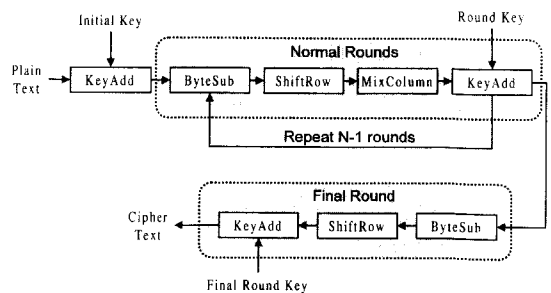 Initial Key
Round Key
Normal Rounds
Plain
Text
KeyAdd
ByteSub
ShiftRow
MixColumn
KeyAdd
Repeat N-1 rounds
Final Round
Cipher
Text
KeyAdd
ShiftRow
ByteSub
Final Round Key